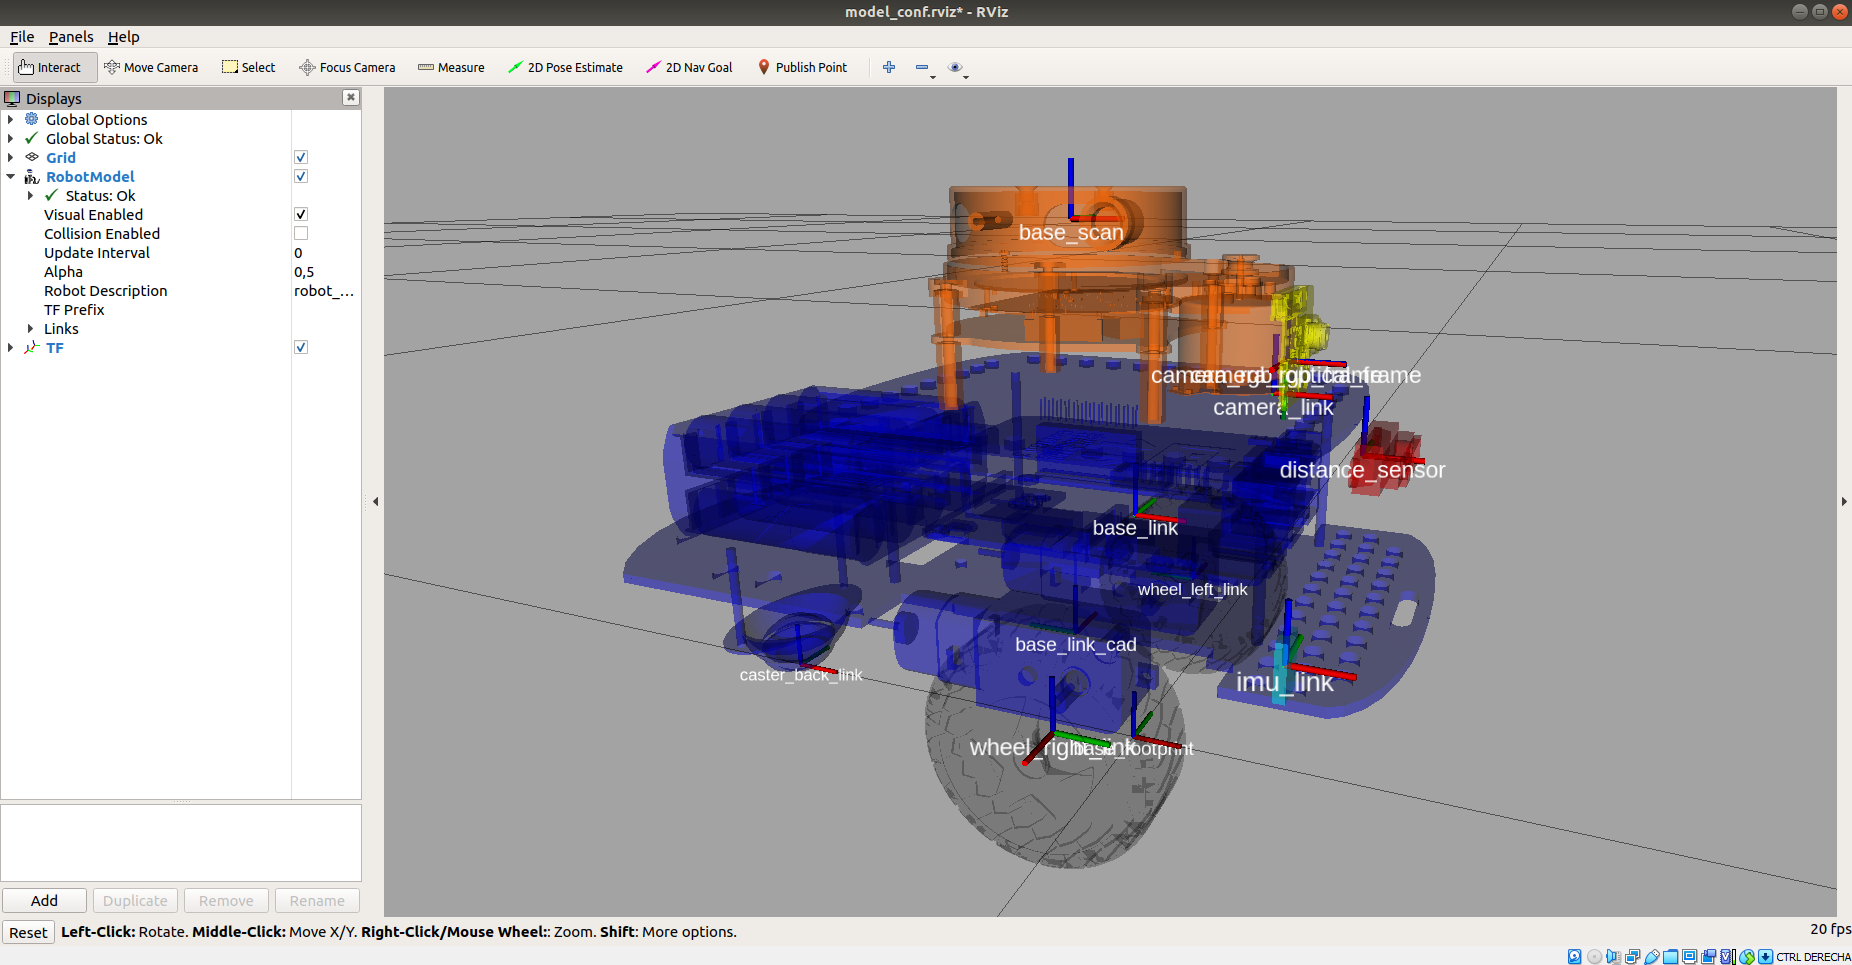 model_conf.rviz* - RViz
File Panels Help
Interact Move Camera Select Focus Camera Measure 2D Pose Estimate 2D Nav Goal Publish Point
Displays
Global Options
Global Status: Ok
Grid
RobotModel
Status: Ok
Visual Enabled
Collision Enabled
Update Interval 0
Alpha 0,5
Robot Description robot_...
TF Prefix
Links
TF
base_scan
camera_link
distance_sensor
base_link
wheel_left_link
base_link_cad
caster_back_link
imu_link
wheel_right_link
base_footprint
Add Duplicate Remove Rename
Reset Left-Click: Rotate. Middle-Click: Move X/Y. Right-Click/Mouse Wheel:: Zoom. Shift: More options.
20 fps
CTRL DERECHA